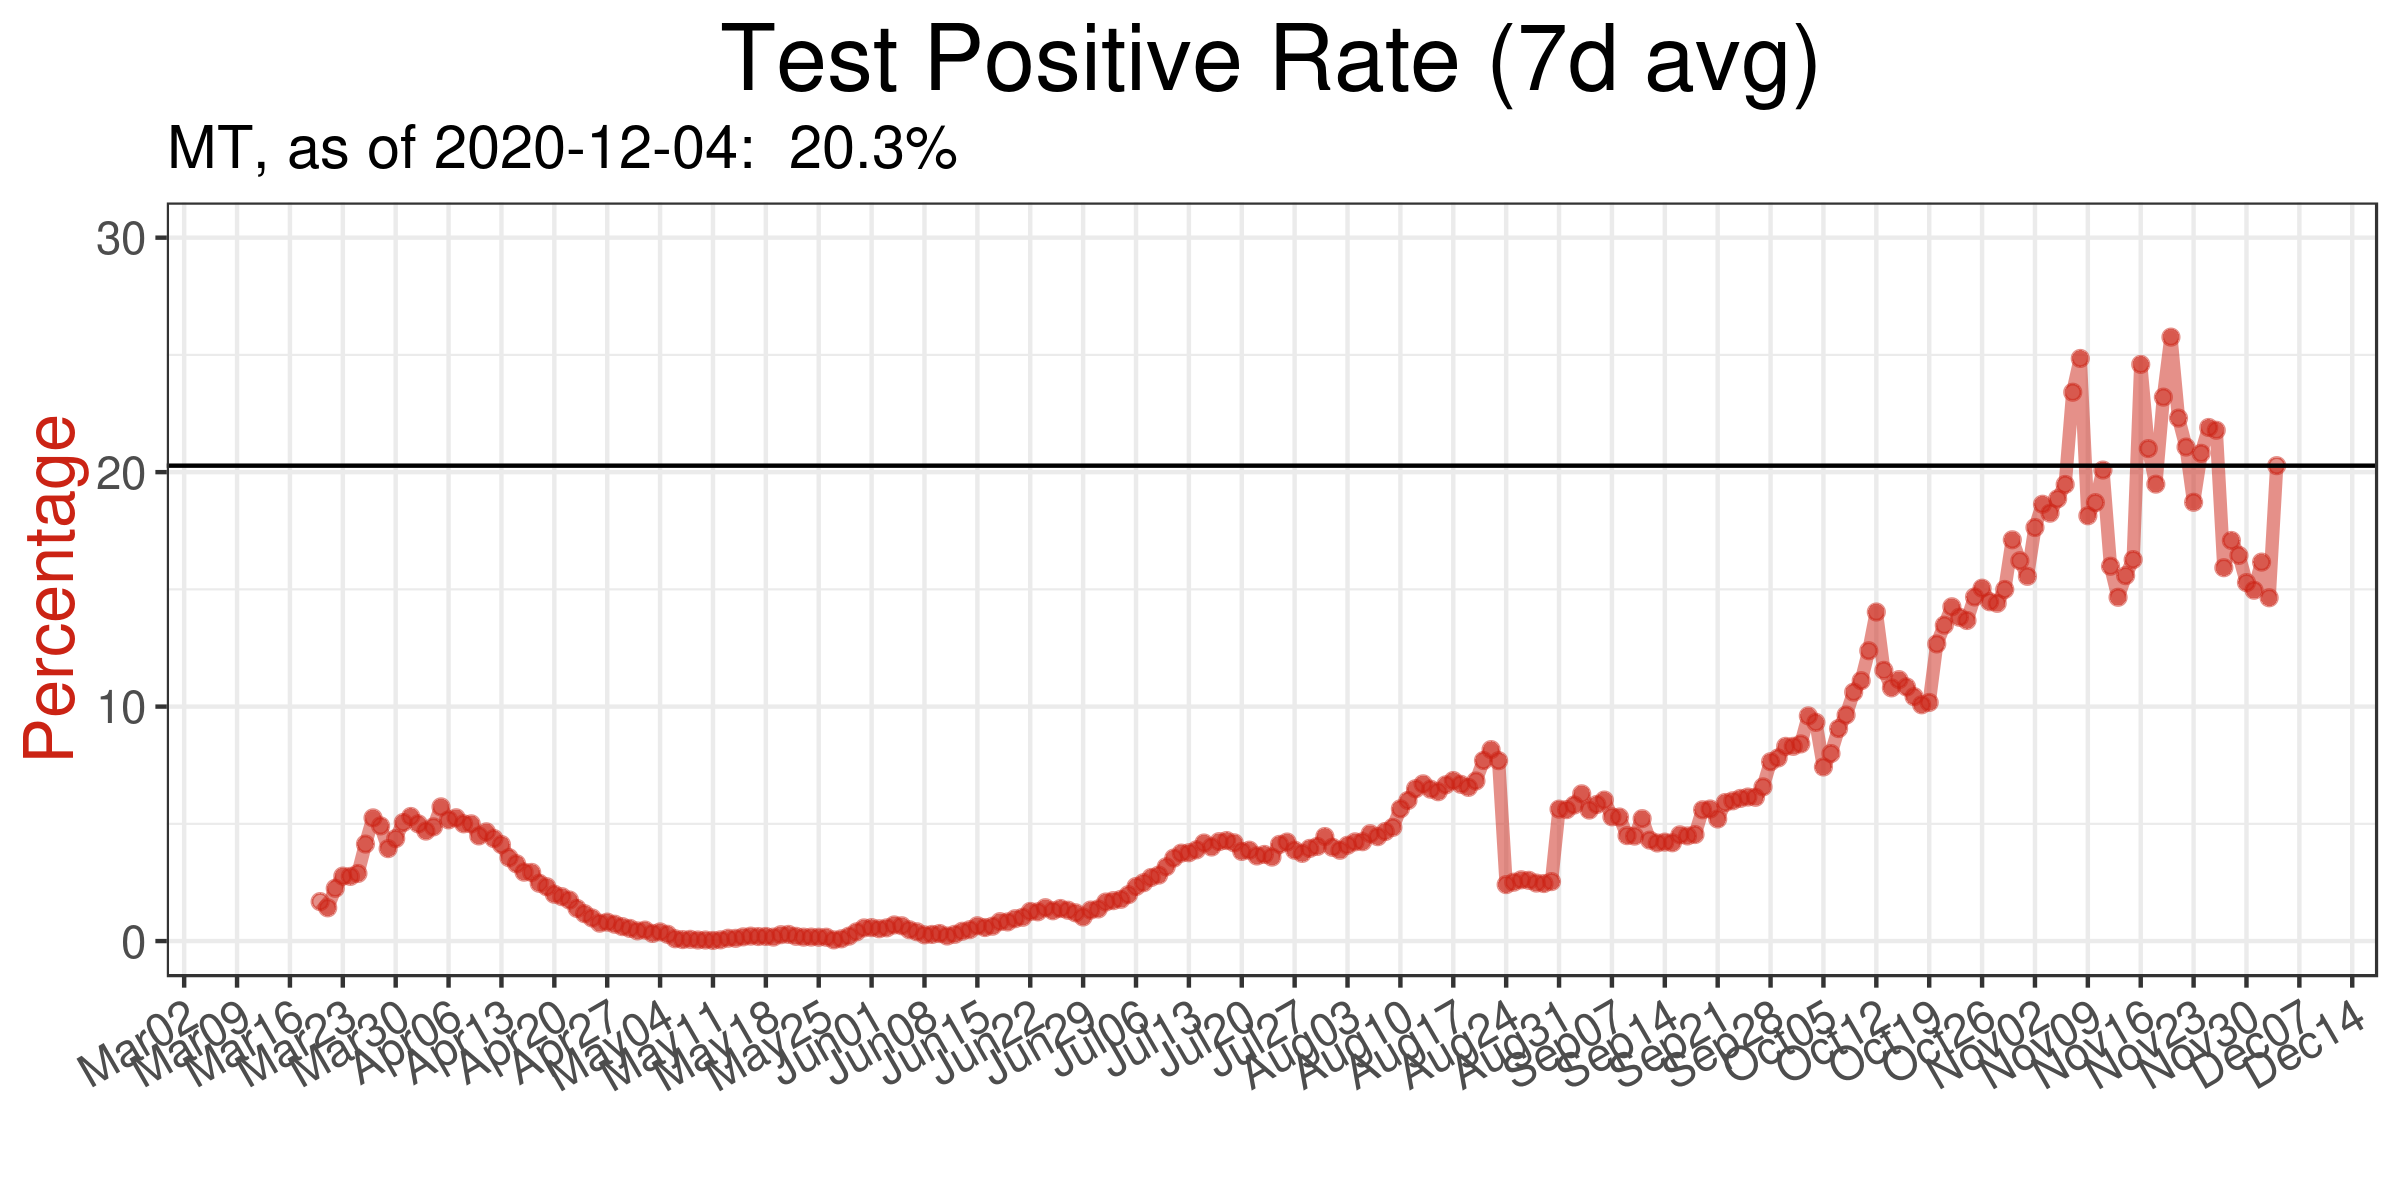 Test Positive Rate (7d avg)
MT, as of 2020-12-04:  20.3%
Percentage
30
20
10
0
Mar02
Mar09
Mar16
Mar23
Mar30
Apr06
Apr13
Apr20
Apr27
May04
May11
May18
May25
Jun01
Jun08
Jun15
Jun22
Jun29
Jul06
Jul13
Jul20
Jul27
Aug03
Aug10
Aug17
Aug24
Aug31
Sep07
Sep14
Sep21
Sep28
Oct05
Oct12
Oct19
Oct26
Nov02
Nov09
Nov16
Nov23
Nov30
Dec07
Dec14